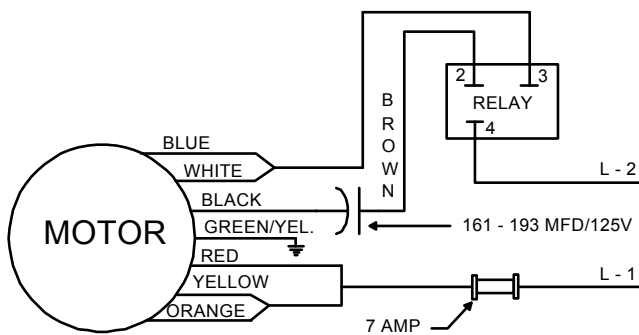 2
3
RELAY
4
BROWN
BLUE
WHITE
L - 2
BLACK
161 - 193 MFD/125V
MOTOR
GREEN/YEL.
RED
YELLOW
L - 1
ORANGE
7 AMP